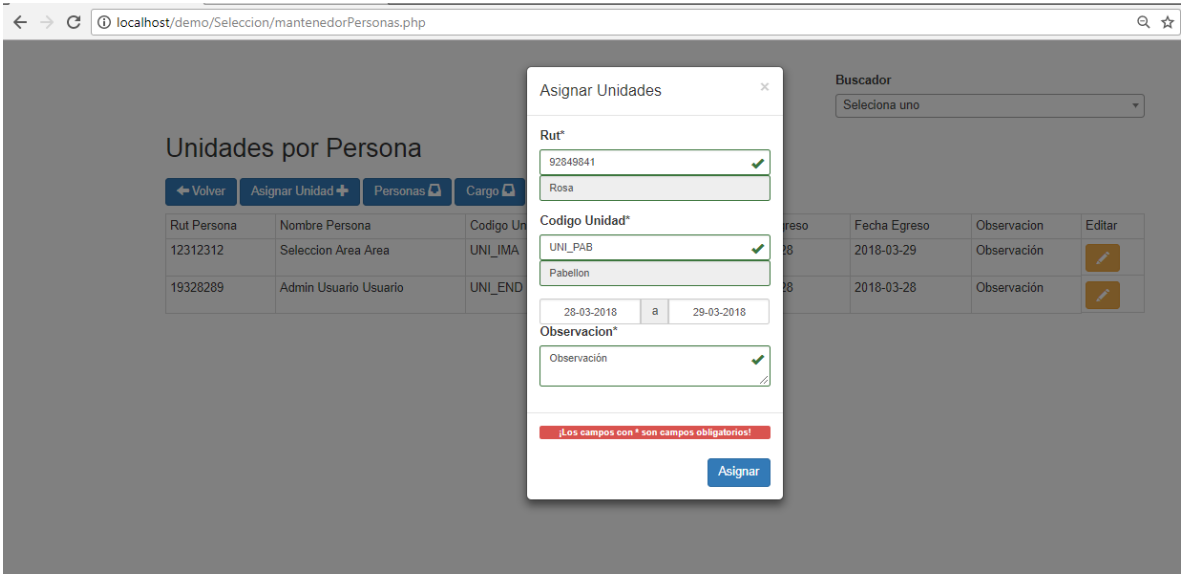 localhost/demo/Seleccion/mantenedorPersonas.php
Buscador
Seleciona uno
Unidades por Persona
Volver Asignar Unidad Personas Cargo
Rut Persona Nombre Persona Codigo Un greso Fecha Egreso Observacion Editar
12312312 Seleccion Area Area UNI_IMA 28 2018-03-29 Observación
19328289 Admin Usuario Usuario UNI_END 28 2018-03-28 Observación
Asignar Unidades ×
Rut*
92849841
Rosa
Codigo Unidad*
UNI_PAB
Pabellon
28-03-2018 a 29-03-2018
Observacion*
Observación
¡Los campos con * son campos obligatorios!
Asignar